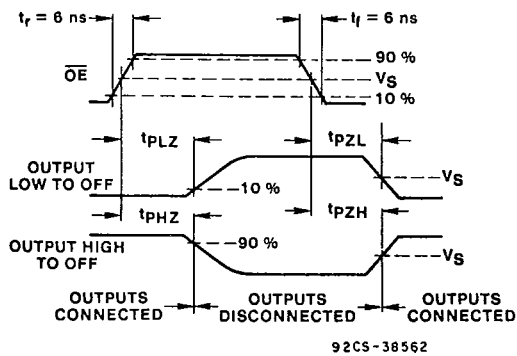 tr = 6 ns
tf = 6 ns
90 %
OE
VS
10 %
tPLZ
tPZL
OUTPUT
LOW TO OFF
10 %
VS
tPHZ
tPZH
OUTPUT HIGH
TO OFF
90 %
VS
OUTPUTS
CONNECTED
OUTPUTS
DISCONNECTED
OUTPUTS
CONNECTED
92CS-38562